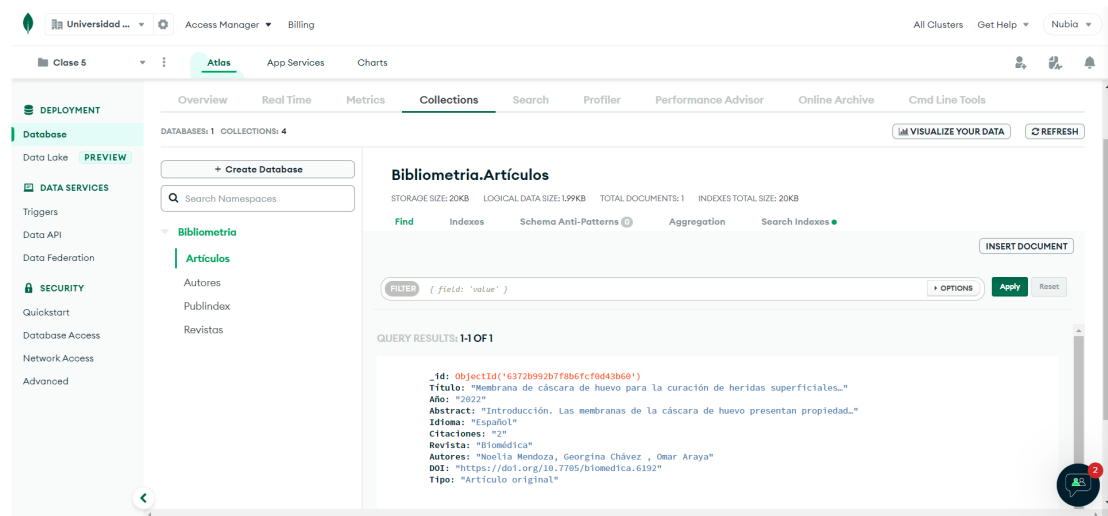 Universidad ... Access Manager Billing All Clusters Get Help Nubia
Clase 5 Atlas App Services Charts
DEPLOYMENT
Database
Data Lake PREVIEW
DATA SERVICES
Triggers
Data API
Data Federation
SECURITY
Quickstart
Database Access
Network Access
Advanced
Overview Real Time Metrics Collections Search Profiler Performance Advisor Online Archive Cmd Line Tools
DATABASES: 1 COLLECTIONS: 4 VISUALIZE YOUR DATA REFRESH
+ Create Database
Search Namespaces
Bibliometria
Artículos
Autores
Publindex
Revistas
Bibliometria.Artículos
STORAGE SIZE: 20KB LOGICAL DATA SIZE: 1.99KB TOTAL DOCUMENTS: 1 INDEXES TOTAL SIZE: 20KB
Find Indexes Schema Anti-Patterns 0 Aggregation Search Indexes
INSERT DOCUMENT
FILTER { field: 'value' } OPTIONS Apply Reset
QUERY RESULTS: 1-1 OF 1
_id: ObjectId('6372b992b7f8b6fcf0d43b60')
Título: "Membrana de cáscara de huevo para la curación de heridas superficiales…"
Año: "2022"
Abstract: "Introducción. Las membranas de la cáscara de huevo presentan propiedad…"
Idioma: "Español"
Citaciones: "2"
Revista: "Biomédica"
Autores: "Noelia Mendoza, Georgina Chávez , Omar Araya"
DOI: "https://doi.org/10.7705/biomedica.6192"
Tipo: "Artículo original"
2